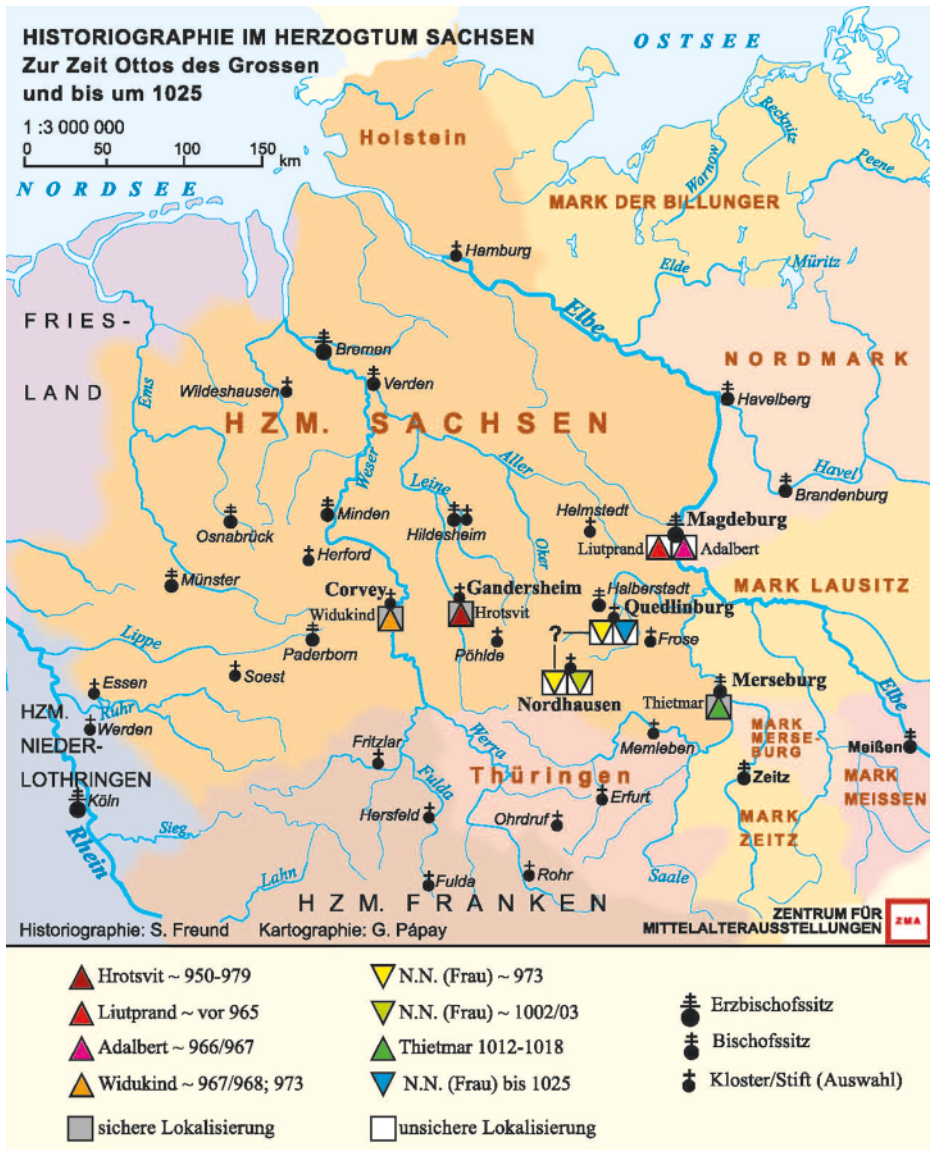 HISTORIOGRAPHIE IM HERZOGTUM SACHSEN
Zur Zeit Ottos des Grossen
und bis um 1025
1 :3 000 000
0 50 100 150
km
OSTSEE
NORDSEE
Holstein
Recknitz
Warnow
Peene
MARK DER BILLUNGER
Hamburg
Elde
Müritz
Elbe
FRIES-
LAND
Bremen
NORDMARK
Ems
Wildeshausen
Verden
Havelberg
HZM. SACHSEN
Weser
Aller
Leine
Havel
Brandenburg
Minden
Osnabrück
Hildesheim
Helmstedt
Magdeburg
Oker
Herford
Liutprand
Adalbert
Münster
Corvey
Gandersheim
Halberstadt
MARK LAUSITZ
Widukind
Hrotsvit
Quedlinburg
Lippe
?
Paderborn
Pöhlde
Frose
Soest
Essen
Nordhausen
Merseburg
Thietmar
Elbe
HZM.
Ruhr
Werden
NIEDER-
LOTHRINGEN
Fritzlar
Werra
Memleben
MARK
MERSE-
BURG
Meißen
Thüringen
Zeitz
Köln
Fulda
Erfurt
MARK
MEISSEN
Hersfeld
Ohrdruf
MARK
ZEITZ
Sieg
Rhein
Lahn
Fulda
Rohr
Saale
HZM. FRANKEN
Historiographie: S. Freund Kartographie: G. Pápay
ZENTRUM FÜR
MITTELALTERAUSSTELLUNGEN
ZMA
Hrotsvit ~ 950-979
Liutprand ~ vor 965
Adalbert ~ 966/967
Widukind ~ 967/968; 973
sichere Lokalisierung
N.N. (Frau) ~ 973
N.N. (Frau) ~ 1002/03
Thietmar 1012-1018
N.N. (Frau) bis 1025
unsichere Lokalisierung
Erzbischofssitz
Bischofssitz
Kloster/Stift (Auswahl)